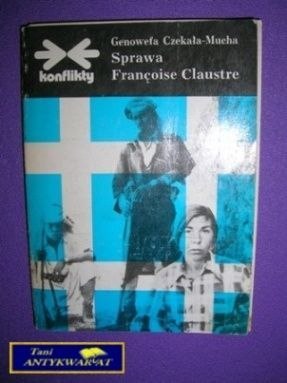 Genowefa Czekała-Mucha
Sprawa
Françoise Claustre
konflikty
Tani
ANTYKWARIAT